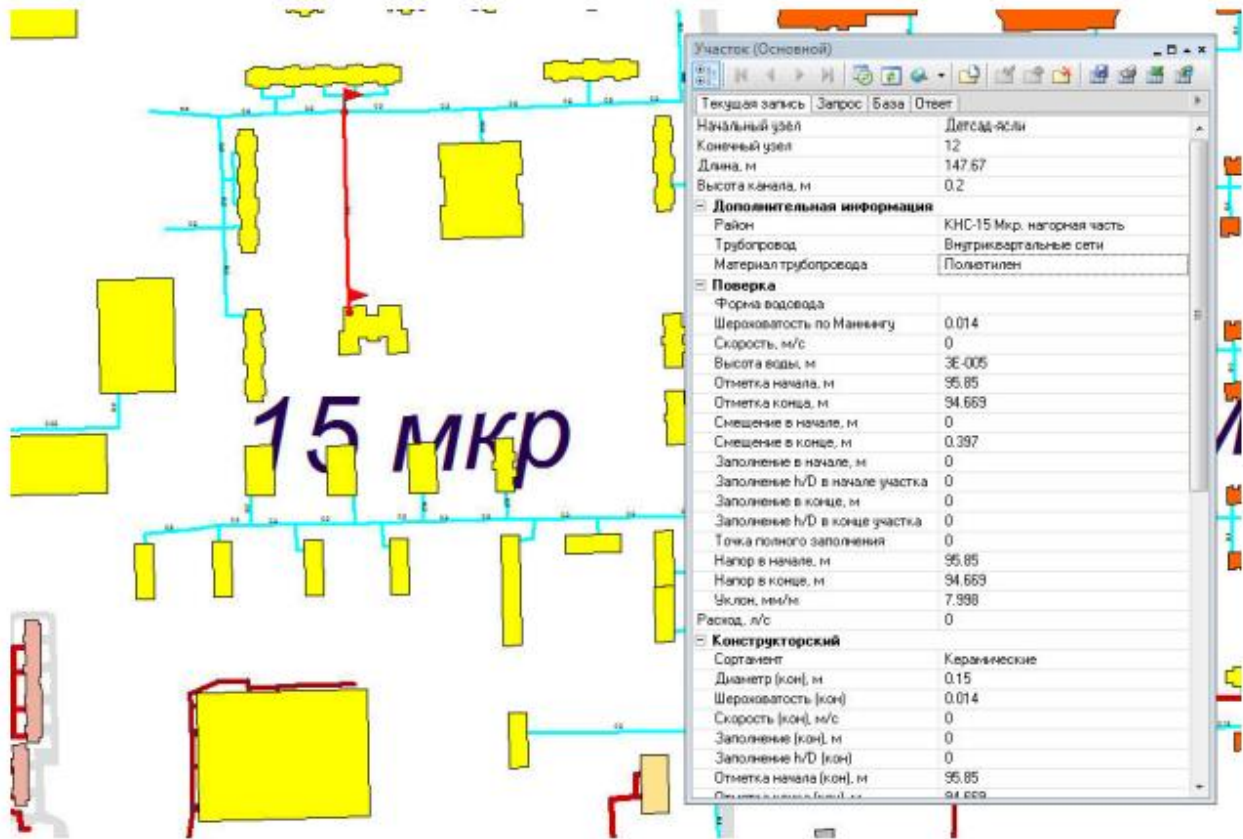 15 мкр
Участок (Основной)
Текущая запись Запрос База Ответ
Начальный узел Детсад-ясли
Конечный узел 12
Длина, м 147.67
Высота канала, м 0.2
Дополнительная информация
Район КНС-15 Мкр. нагорная часть
Трубопровод Внутриквартальные сети
Материал трубопровода Полиэтилен
Поверка
Форма водовода
Шероховатость по Маннингу 0.014
Скорость, м/с 0
Высота воды, м 3E-005
Отметка начала, м 95.85
Отметка конца, м 94.669
Смещение в начале, м 0
Смещение в конце, м 0.397
Заполнение в начале, м 0
Заполнение h/D в начале участка 0
Заполнение в конце, м 0
Заполнение h/D в конце участка 0
Точка полного заполнения 0
Напор в начале, м 95.85
Напор в конце, м 94.669
Уклон, мм/м 7.998
Расход, л/с 0
Конструкторский
Сортамент Керамические
Диаметр (кон), м 0.15
Шероховатость (кон) 0.014
Скорость (кон), м/с 0
Заполнение (кон), м 0
Заполнение h/D (кон) 0
Отметка начала (кон), м 95.85